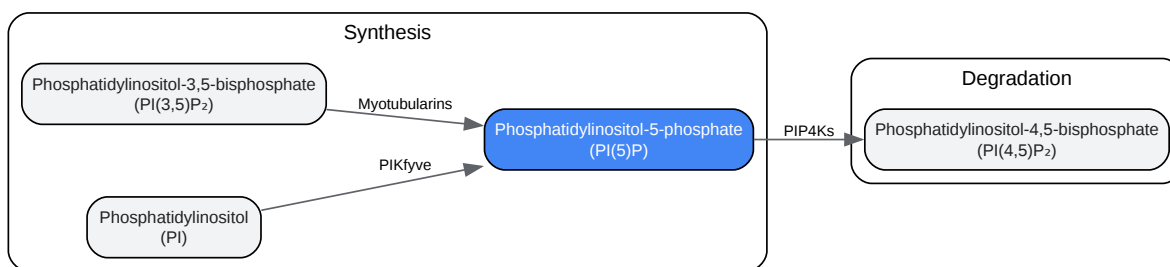 Synthesis
Phosphatidylinositol-3,5-bisphosphate
(PI(3,5)P₂)
Myotubularins
Phosphatidylinositol-5-phosphate
(PI(5)P)
PIKfyve
Phosphatidylinositol
(PI)
PIP4Ks
Degradation
Phosphatidylinositol-4,5-bisphosphate
(PI(4,5)P₂)